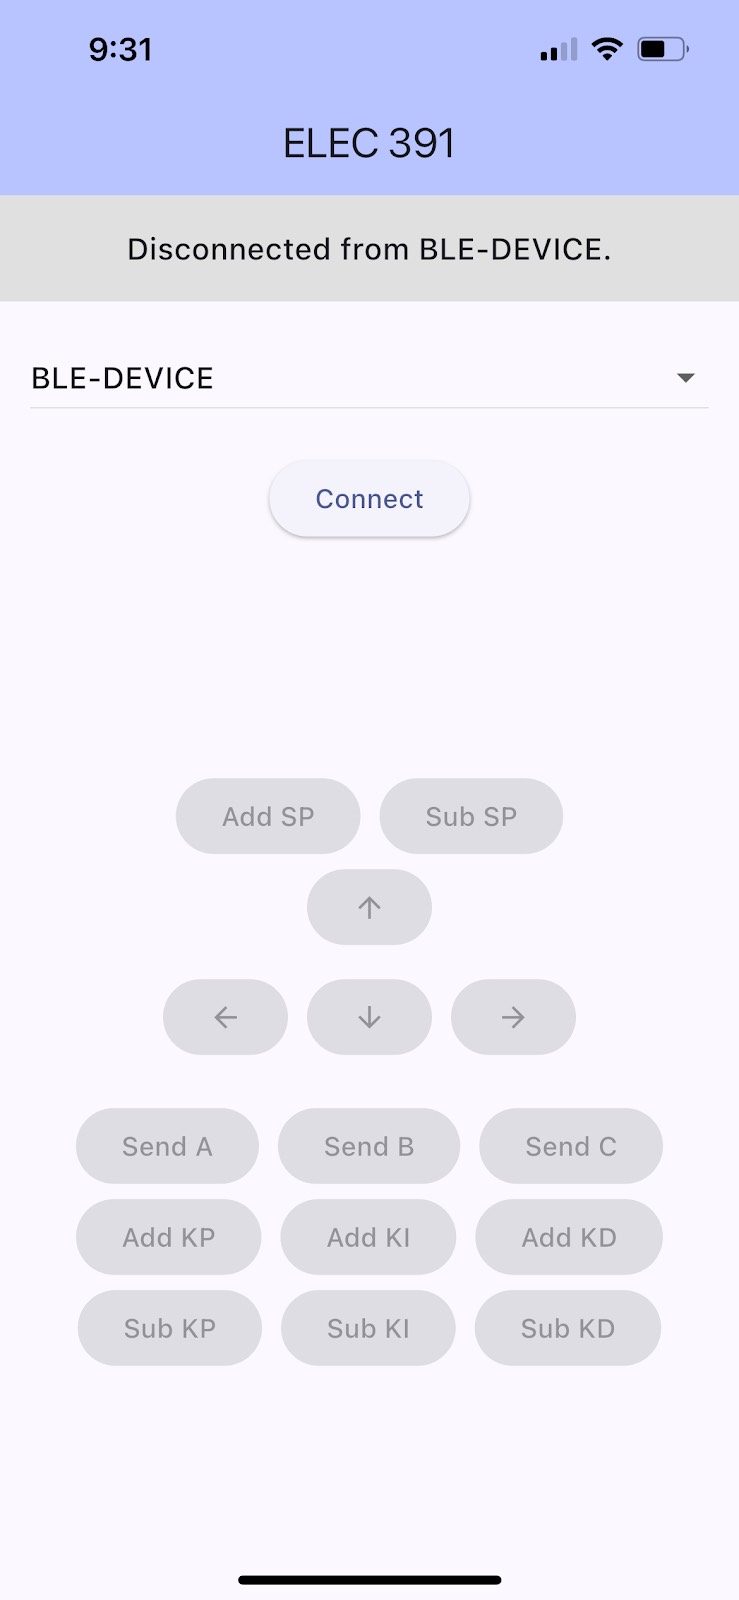 9:31
ELEC 391
Disconnected from BLE-DEVICE.
BLE-DEVICE
Connect
Add SP Sub SP
↑
← ↓ →
Send A Send B Send C
Add KP Add KI Add KD
Sub KP Sub KI Sub KD